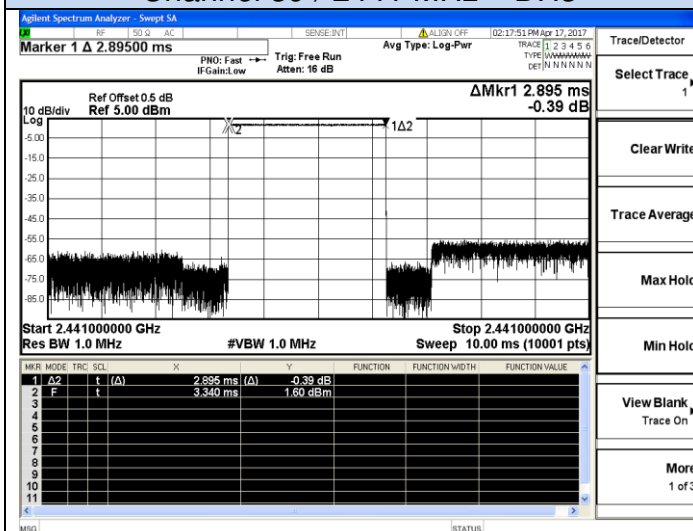 Agilent Spectrum Analyzer - Swept SA
RF 50 Ω AC SENSE:INT ALIGN OFF 02:17:51 PM Apr 17, 2017
Marker 1 Δ 2.89500 ms
PNO: Fast
IFGain:Low
Trig: Free Run
Atten: 16 dB
Avg Type: Log-Pwr
TRACE 1 2 3 4 5 6
TYPE
DET N N N N N N
Ref Offset 0.5 dB
Ref 5.00 dBm
10 dB/div
Log
ΔMkr1 2.895 ms
-0.39 dB
2
1Δ2
-5.00
-15.0
-25.0
-35.0
-45.0
-55.0
-65.0
-75.0
-85.0
Start 2.441000000 GHz
Stop 2.441000000 GHz
Res BW 1.0 MHz
#VBW 1.0 MHz
Sweep 10.00 ms (10001 pts)
MKR MODE TRC SCL X Y FUNCTION FUNCTION WIDTH FUNCTION VALUE
1 Δ2 t (Δ) 2.895 ms (Δ) -0.39 dB
2 F t 3.340 ms 1.60 dBm
3
4
5
6
7
8
9
10
11
MSG STATUS
Trace/Detector
Select Trace
1
Clear Write
Trace Average
Max Hold
Min Hold
View Blank
Trace On
More
1 of 3